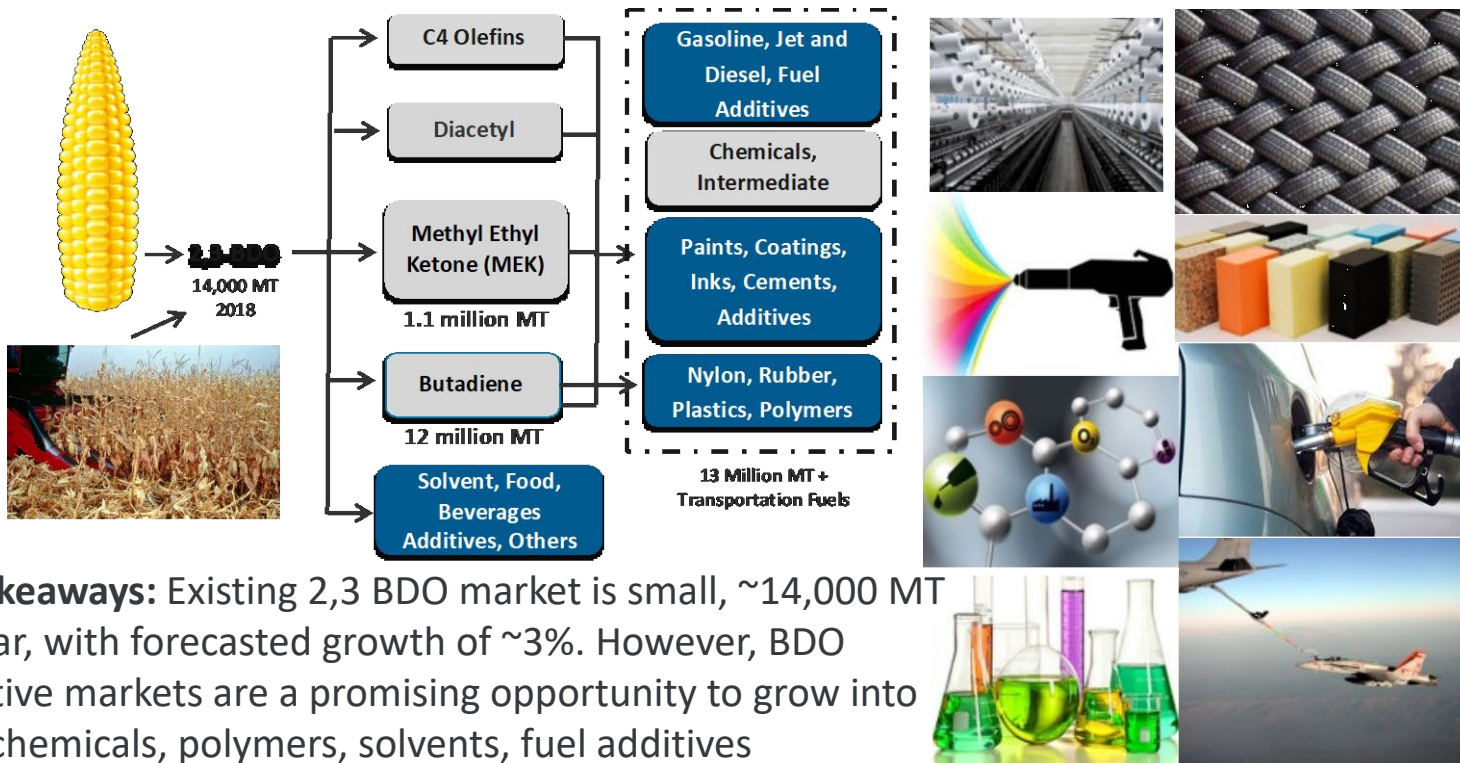 C4 Olefins
Diacetyl
Methyl Ethyl
Ketone (MEK)
1.1 million MT
Butadiene
12 million MT
Solvent, Food,
Beverages
Additives, Others
2,3-BDO
14,000 MT
2018
Gasoline, Jet and
Diesel, Fuel
Additives
Chemicals,
Intermediate
Paints, Coatings,
Inks, Cements,
Additives
Nylon, Rubber,
Plastics, Polymers
13 Million MT +
Transportation Fuels
keaways: Existing 2,3 BDO market is small, ~14,000 MT
ar, with forecasted growth of ~3%. However, BDO
tive markets are a promising opportunity to grow into
chemicals, polymers, solvents, fuel additives